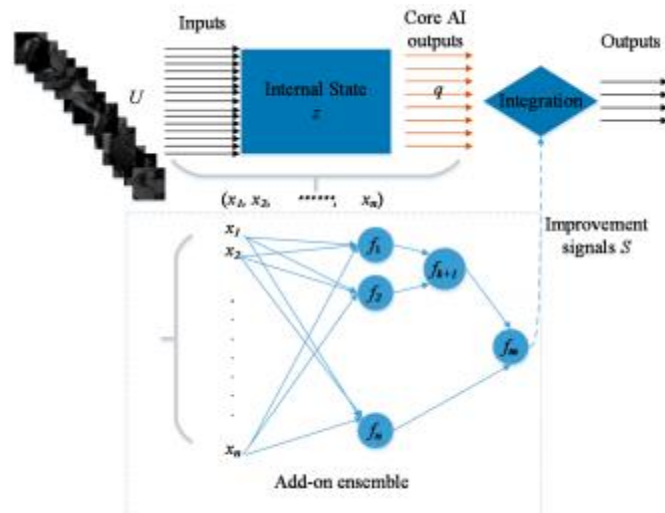 Inputs
Core AI
outputs
Outputs
U
Internal State
z
q
Integration
(x1, x2, ······, xn)
Improvement
signals S
x1
x2
xn
f1
f2
fk+1
fm
fn
Add-on ensemble